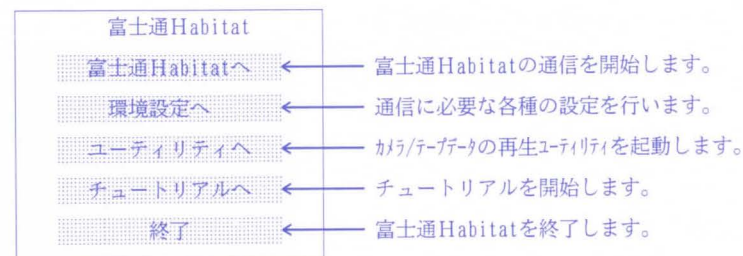 富士通Habitat
富士通Habitatへ ← 富士通Habitatの通信を開始します。
環境設定へ ← 通信に必要な各種の設定を行います。
ユーティリティへ ← ｶﾒﾗ/ﾃｰﾌﾟﾃﾞｰﾀの再生ﾕｰﾃｨﾘﾃｨを起動します。
チュートリアルへ ← チュートリアルを開始します。
終了 ← 富士通Habitatを終了します。